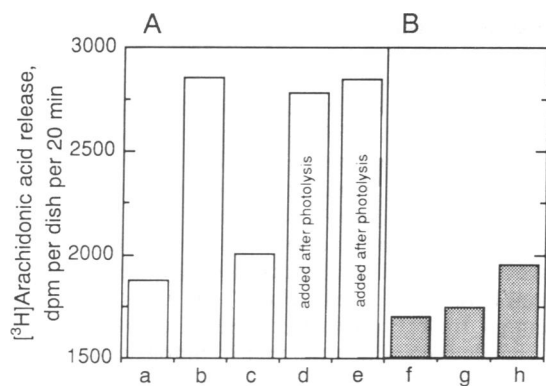 A B
[³H]Arachidonic acid release,
dpm per dish per 20 min
3000
2500
2000
1500
added after photolysis
added after photolysis
a b c d e f g h